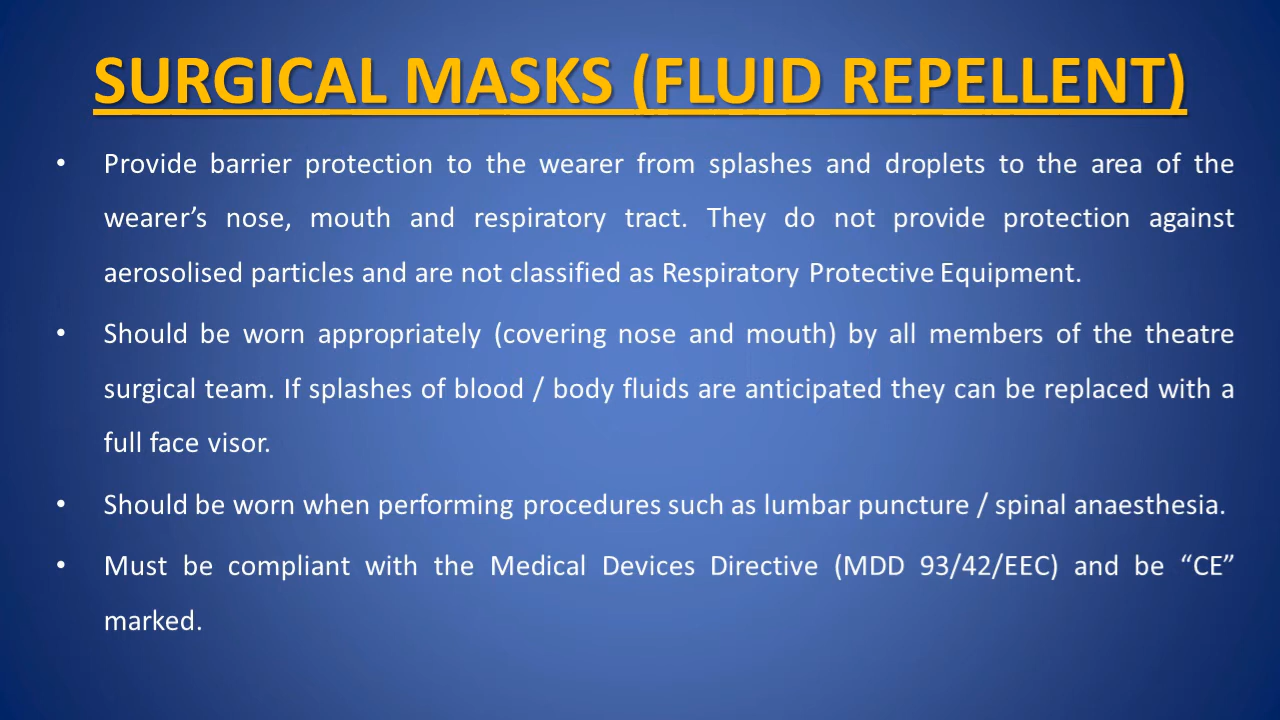 SURGICAL MASKS (FLUID REPELLENT)
• Provide barrier protection to the wearer from splashes and droplets to the area of the
wearer’s nose, mouth and respiratory tract. They do not provide protection against
aerosolised particles and are not classified as Respiratory Protective Equipment.
• Should be worn appropriately (covering nose and mouth) by all members of the theatre
surgical team. If splashes of blood / body fluids are anticipated they can be replaced with a
full face visor.
• Should be worn when performing procedures such as lumbar puncture / spinal anaesthesia.
• Must be compliant with the Medical Devices Directive (MDD 93/42/EEC) and be “CE”
marked.